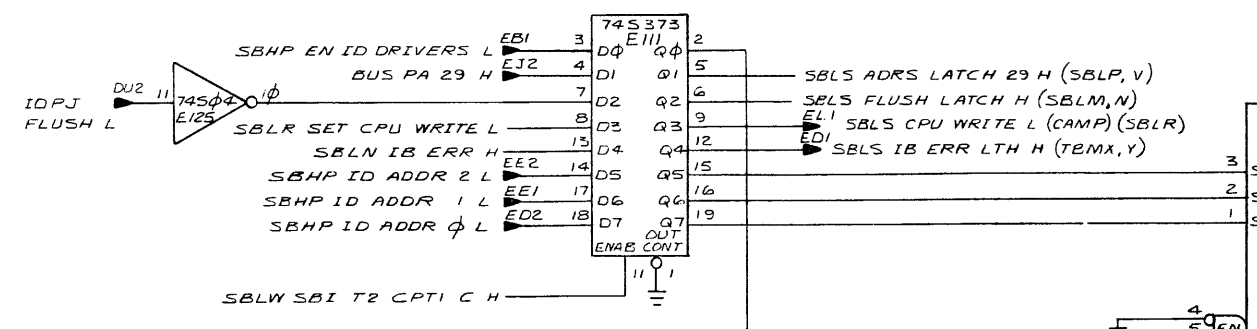 74S373
E111
SBHP EN ID DRIVERS L EB1 3 DØ QØ 2
BUS PA 29 H EJ2 4 D1 Q1 5 SBLS ADRS LATCH 29 H (SBLP, V)
IDPJ FLUSH L DU2 11 74SØ4 E125 1Ø 7 D2 Q2 6 SBLS FLUSH LATCH H (SBLM, N)
SBLR SET CPU WRITE L 8 D3 Q3 9 EL1 SBLS CPU WRITE L (CAMP) (SBLR)
SBLN IB ERR H 13 D4 Q4 12 ED1 SBLS IB ERR LTH H (TBMX, Y)
SBHP ID ADDR 2 L EE2 14 D5 Q5 15 3 S
SBHP ID ADDR 1 L EE1 17 D6 Q6 16 2 S
SBHP ID ADDR Ø L ED2 18 D7 Q7 19 1 S
OUT
ENAB CONT
11 1
SBLW SBI T2 CPT1 C H
4
5 EN